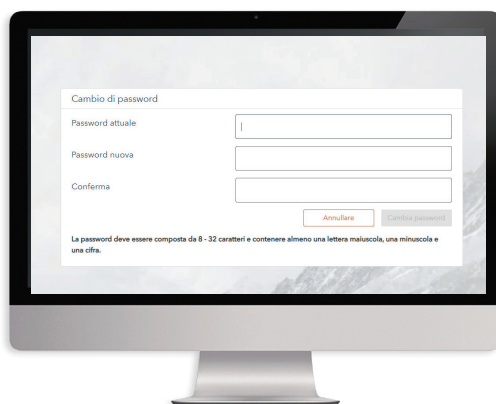 Cambio di password
Password attuale
Password nuova
Conferma
Annullare
Cambia password
La password deve essere composta da 8 - 32 caratteri e contenere almeno una lettera maiuscola, una minuscola e
una cifra.